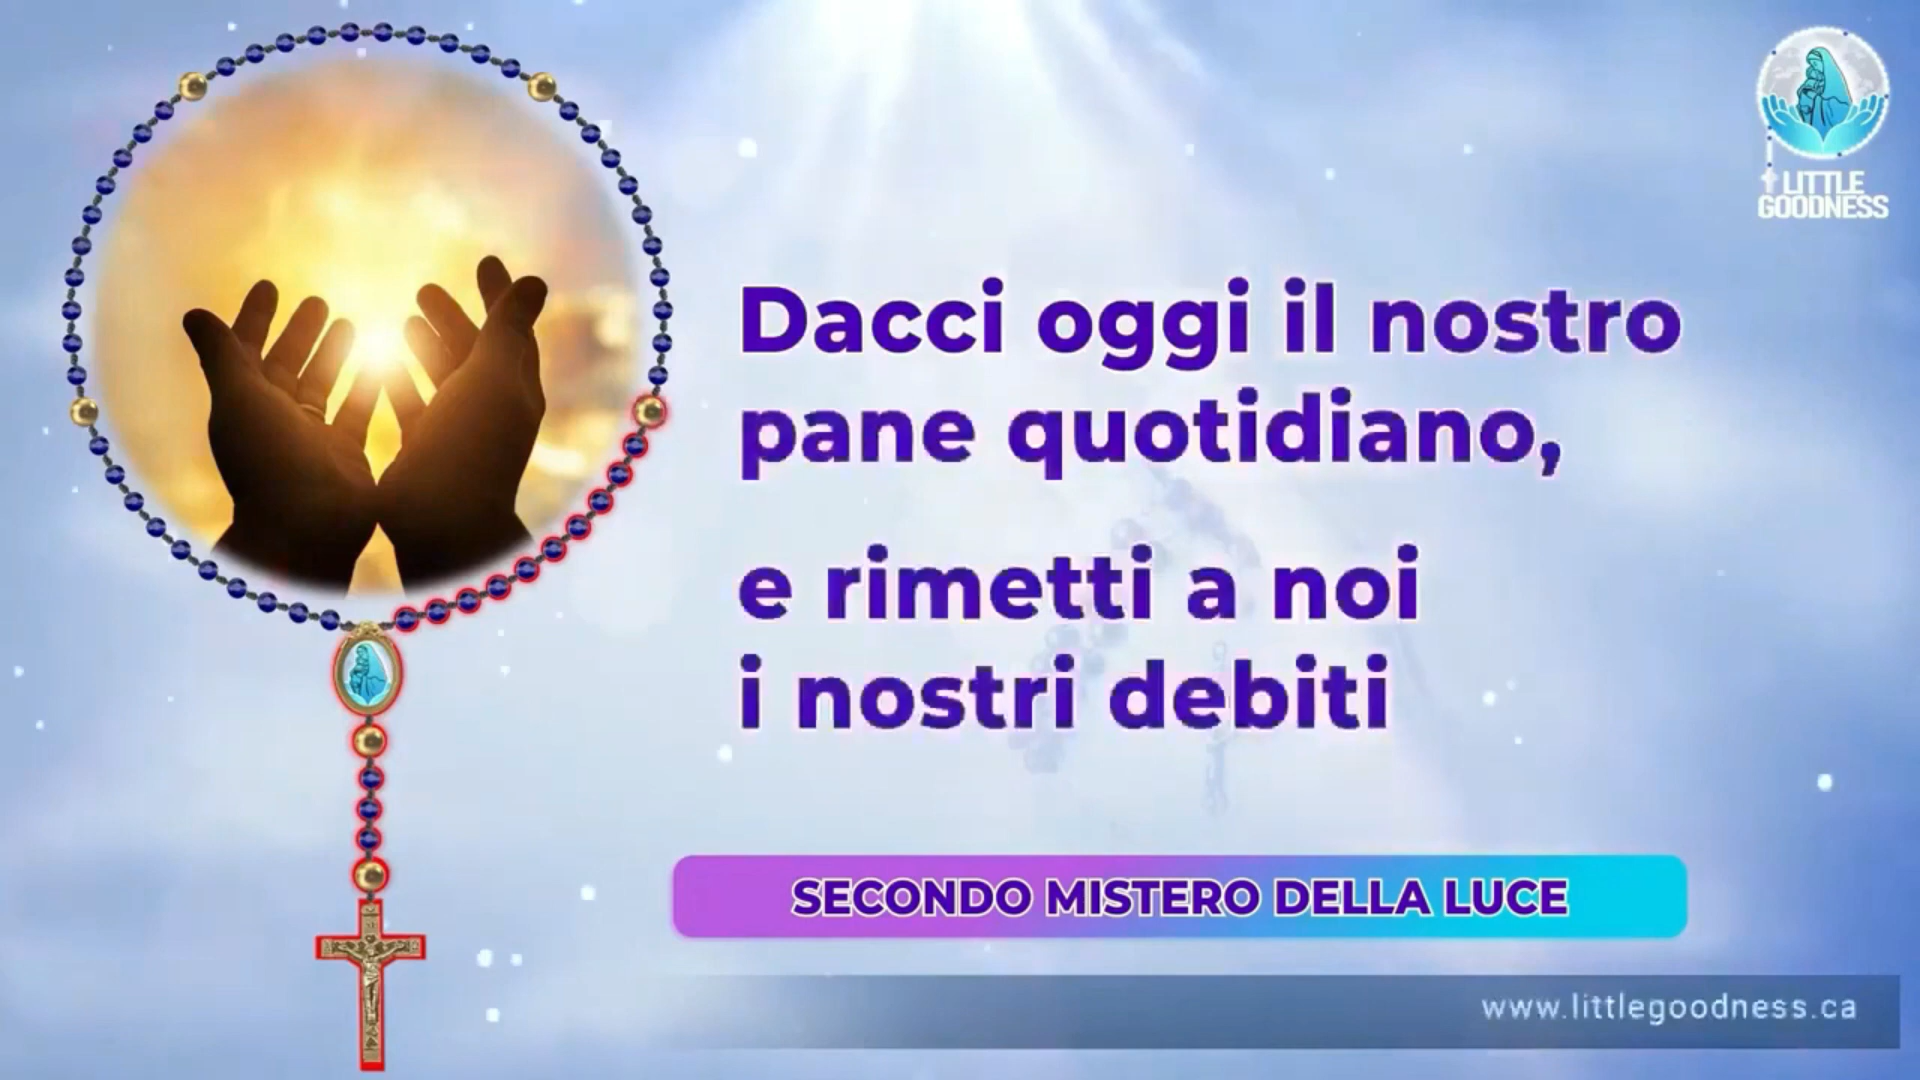 LITTLE
GOODNESS
Dacci oggi il nostro
pane quotidiano,
e rimetti a noi
i nostri debiti
SECONDO MISTERO DELLA LUCE
www.littlegoodness.ca